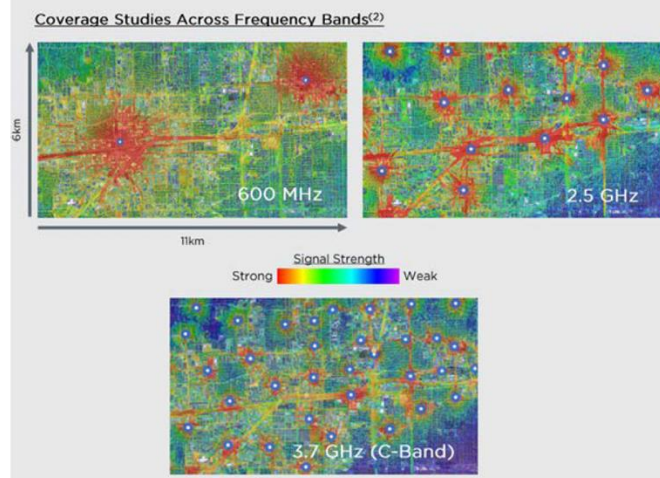 Coverage Studies Across Frequency Bands(2)
6km
600 MHz
2.5 GHz
11km
Signal Strength
Strong
Weak
3.7 GHz (C-Band)